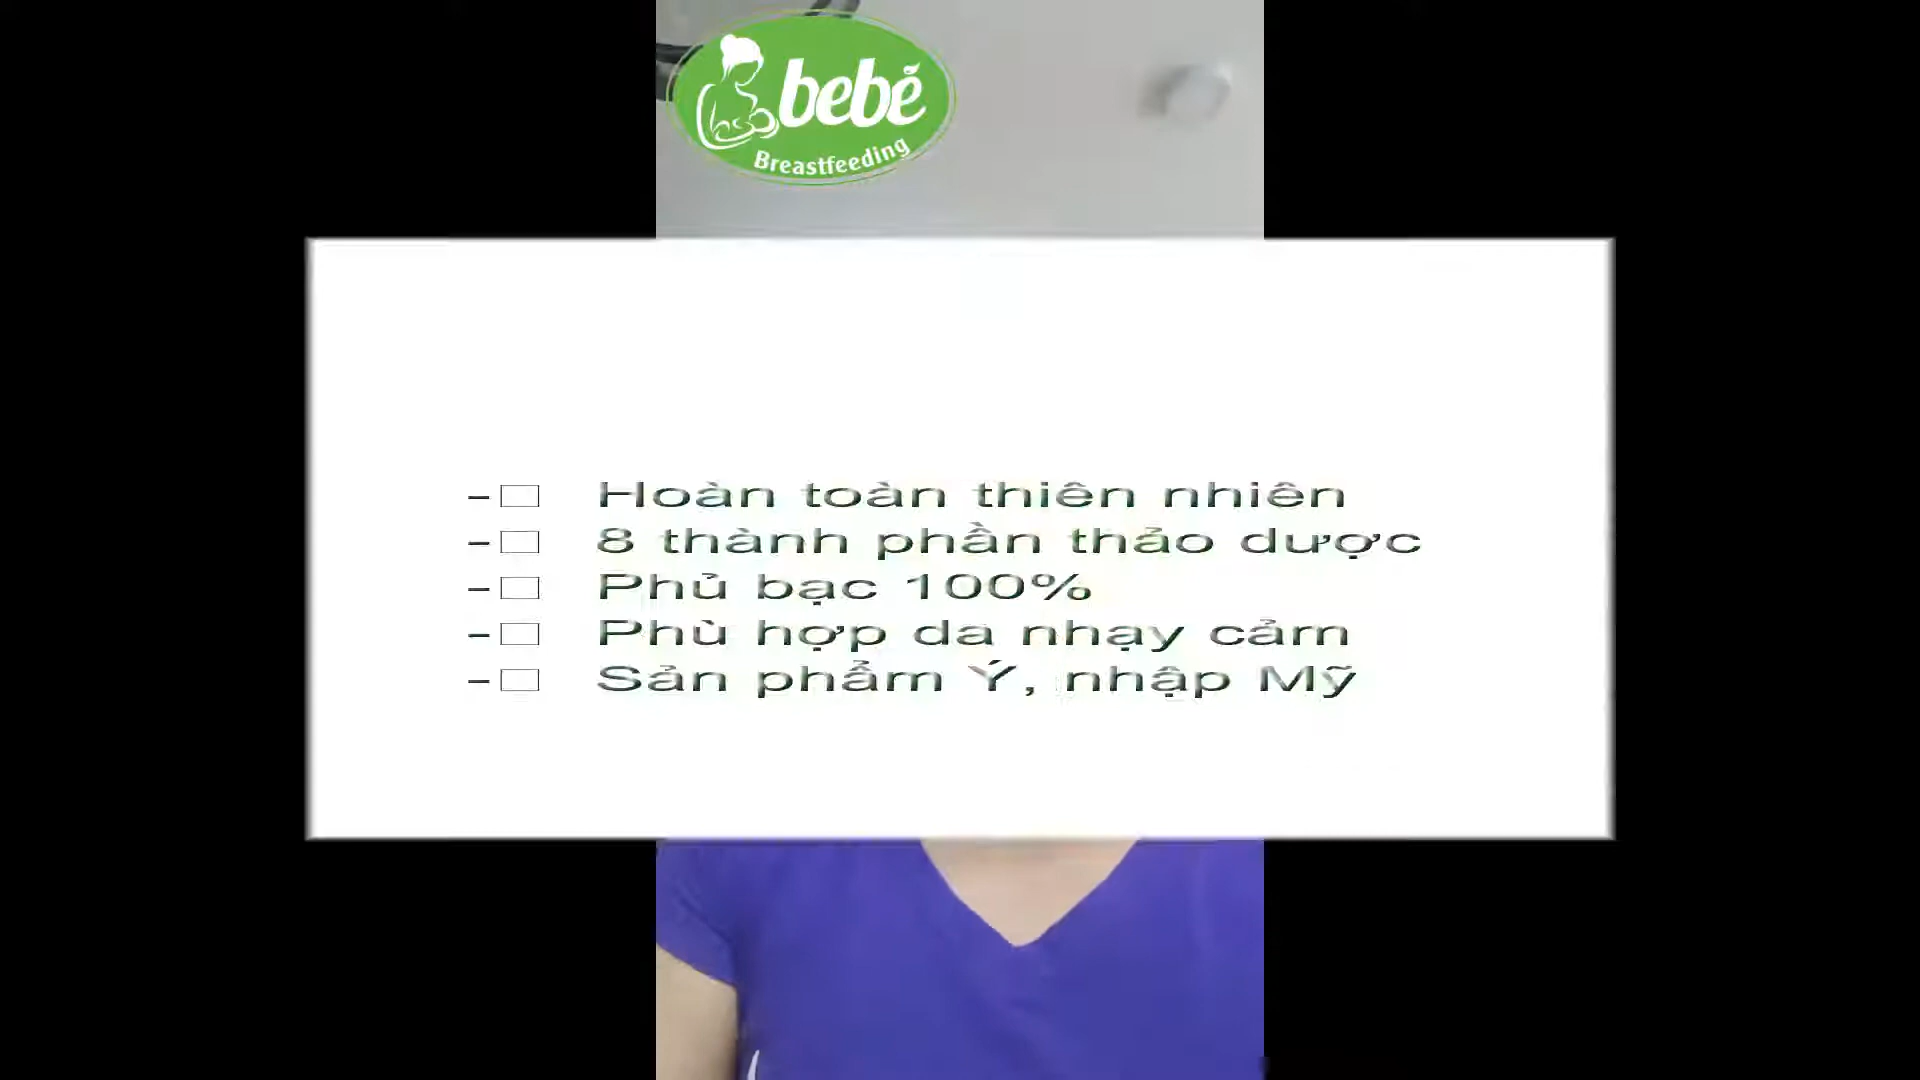 bebé
Breastfeeding
-□ Hoàn toàn thiên nhiên
-□ 8 thành phần thảo dược
-□ Phủ bạc 100%
-□ Phù hợp da nhạy cảm
-□ Sản phẩm Ý, nhập Mỹ